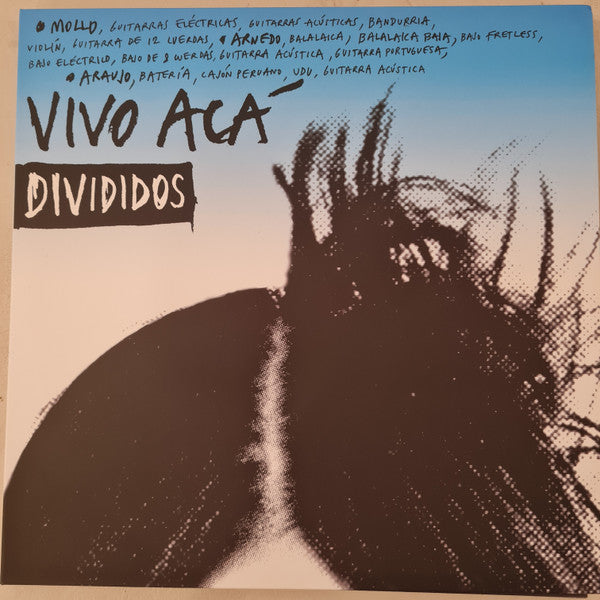 • MOLLO, GUITARRAS ELÉCTRICAS, GUITARRAS ACÚSTICAS, BANDURRIA,
VIOLÍN, GUITARRA DE 12 CUERDAS, • ARNEDO, BALALAICA, BALALAICA BAJA, BAJO FRETLESS,
BAJO ELÉCTRICO, BAJO DE 8 CUERDAS, GUITARRA ACÚSTICA, GUITARRA PORTUGUESA,
• ARAUJO, BATERÍA, CAJÓN PERUANO, UDU, GUITARRA ACÚSTICA
VIVO ACÁ
DIVIDIDOS